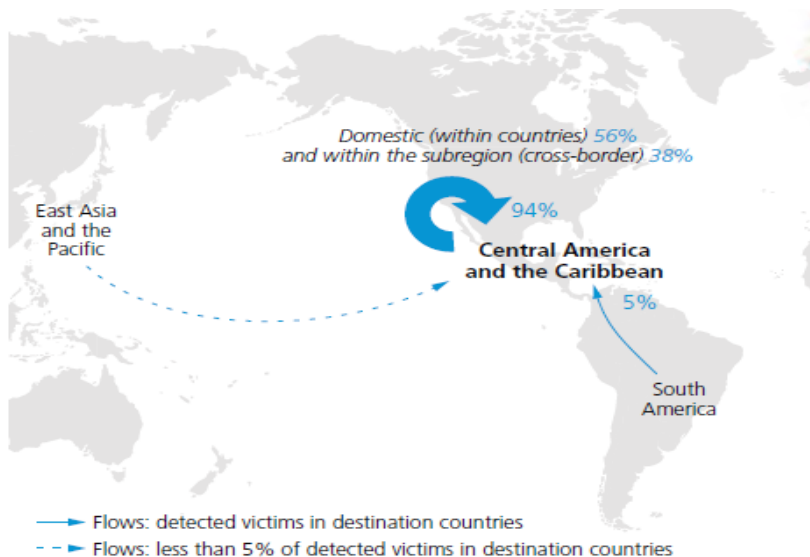 Domestic (within countries) 56%
and within the subregion (cross-border) 38%
94%
East Asia
and the
Pacific
Central America
and the Caribbean
5%
South
America
Flows: detected victims in destination countries
Flows: less than 5% of detected victims in destination countries